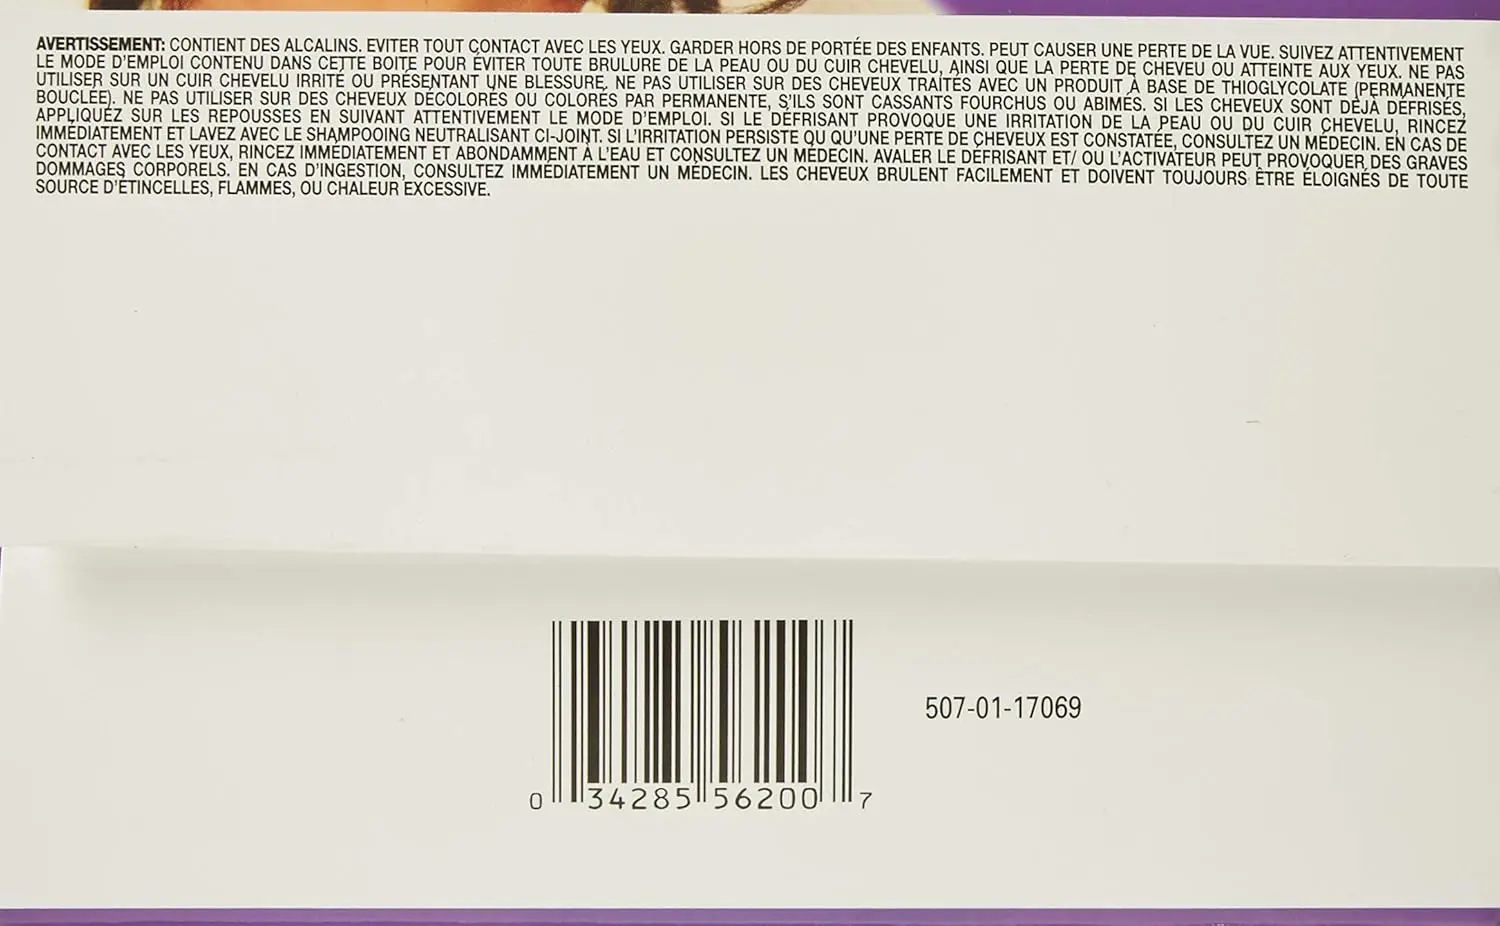 AVERTISSEMENT: CONTIENT DES ALCALINS. EVITER TOUT CONTACT AVEC LES YEUX. GARDER HORS DE PORTÉE DES ENFANTS. PEUT CAUSER UNE PERTE DE LA VUE. SUIVEZ ATTENTIVEMENT
LE MODE D'EMPLOI CONTENU DANS CETTE BOITE POUR ÉVITER TOUTE BRULURE DE LA PEAU OU DU CUIR CHEVELU, AINSI QUE LA PERTE DE CHEVEU OU ATTEINTE AUX YEUX. NE PAS
UTILISER SUR UN CUIR CHEVELU IRRITÉ OU PRÉSENTANT UNE BLESSURE. NE PAS UTILISER SUR DES CHEVEUX TRAITÉS AVEC UN PRODUIT À BASE DE THIOGLYCOLATE (PERMANENTE
BOUCLÉE). NE PAS UTILISER SUR DES CHEVEUX DÉCOLORÉS OU COLORÉS PAR PERMANENTE, S'ILS SONT CASSANTS FOURCHUS OU ABIMÉS. SI LES CHEVEUX SONT DÉJÀ DÉFRISÉS,
APPLIQUÉZ SUR LES REPOUSSES EN SUIVANT ATTENTIVEMENT LE MODE D'EMPLOI. SI LE DÉFRISANT PROVOQUE UNE IRRITATION DE LA PEAU OU DU CUIR CHEVELU, RINCEZ
IMMÉDIATEMENT ET LAVEZ AVEC LE SHAMPOOING NEUTRALISANT CI-JOINT. SI L'IRRITATION PERSISTE OU QU'UNE PERTE DE CHEVEUX EST CONSTATÉE, CONSULTEZ UN MÉDECIN. EN CAS DE
CONTACT AVEC LES YEUX, RINCEZ IMMÉDIATEMENT ET ABONDAMMENT À L'EAU ET CONSULTEZ UN MÉDECIN. AVALER LE DÉFRISANT ET/ OU L'ACTIVATEUR PEUT PROVOQUER DES GRAVES
DOMMAGES CORPORELS. EN CAS D'INGESTION, CONSULTEZ IMMÉDIATEMENT UN MÉDECIN. LES CHEVEUX BRULENT FACILEMENT ET DOIVENT TOUJOURS ÊTRE ÉLOIGNÉS DE TOUTE
SOURCE D'ÉTINCELLES, FLAMMES, OU CHALEUR EXCESSIVE.
507-01-17069
0 34285 56200 7